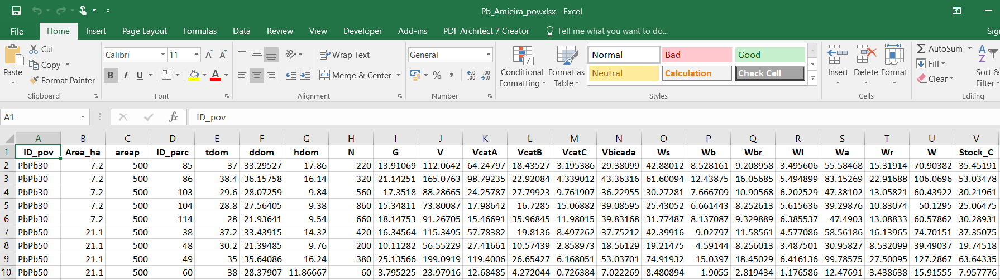 Pb_Amieira_pov.xlsx - Excel
File Home Insert Page Layout Formulas Data Review View Developer Add-ins PDF Architect 7 Creator Tell me what you want to do...
Cut
Copy
Format Painter
Paste
Clipboard
Calibri 11
B I U
Font
Wrap Text
Merge & Center
Alignment
General
% ,
Number
Conditional Formatting
Format as Table
Normal Bad Good
Neutral Calculation Check Cell
Styles
Insert Delete Format
Cells
AutoSum
Fill
Clear
Sort &
Filter
Editing
A1 fx ID_pov
A B C D E F G H I J K L M N O P Q R S T U V
1 ID_pov Area_ha areap ID_parc tdom ddom hdom N G V VcatA VcatB VcatC Vbicada Ws Wb Wbr Wl Wa Wr W Stock_C
2 PbPb30 7.2 500 85 37 33.29527 17.86 220 13.91069 112.0642 64.24797 18.43527 3.195386 29.38099 42.88012 8.528161 9.208958 3.495606 55.58468 15.31914 70.90382 35.45191
3 PbPb30 7.2 500 86 38.4 36.15758 16.14 320 21.14251 165.0763 98.79235 22.92084 4.339012 43.36316 61.60094 12.43875 16.05685 5.494899 83.15269 22.91688 106.0696 53.03478
4 PbPb30 7.2 500 103 29.6 28.07259 9.84 560 17.3518 88.28665 24.25787 27.79923 9.761907 36.22955 30.27281 7.666709 10.90568 6.202529 47.38102 13.05821 60.43922 30.21961
5 PbPb30 7.2 500 104 28.8 27.56405 9.38 860 15.34811 73.80087 17.98642 16.7285 15.06882 39.08595 25.43052 6.661443 8.252613 5.615636 39.29876 10.83074 50.1295 25.06475
6 PbPb30 7.2 500 114 28 21.93641 9.54 660 18.14753 91.26705 15.46691 35.96845 11.98015 39.83168 31.77487 8.137087 9.329889 6.385537 47.4903 13.08833 60.57862 30.28931
7 PbPb50 21.1 500 38 37.2 33.43915 14.32 420 16.34564 115.3495 57.78382 19.8136 8.497262 37.75212 42.39916 9.02797 11.58561 4.577086 58.56186 16.13965 74.70151 37.35075
8 PbPb50 21.1 500 48 30.2 21.39485 9.76 200 10.11282 56.55229 27.41661 10.57439 2.858973 18.56129 19.21475 4.59144 8.256013 3.487501 30.95827 8.532099 39.49037 19.74518
9 PbPb50 21.1 500 49 35 35.64086 16.24 380 25.13566 199.0919 119.4006 26.65427 6.168051 53.03701 74.91932 15.0397 18.45029 6.416136 99.78575 27.50095 127.2867 63.64335
10 PbPb50 21.1 500 60 38 28.37907 11.86667 60 3.795225 23.97916 12.68485 4.272044 0.726384 7.022269 8.480894 1.9055 2.819434 1.176586 12.47691 3.438638 15.91555 7.957776